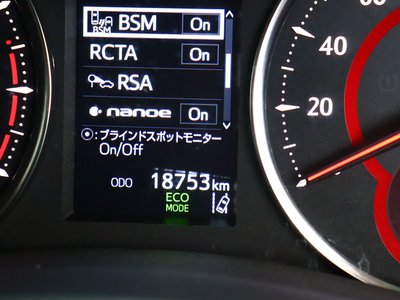 BSM BSM On
RCTA On
RSA
nanoe On
:ブラインドスポットモニター
On/Off
ODO 18753km
ECO
MODE
60
20